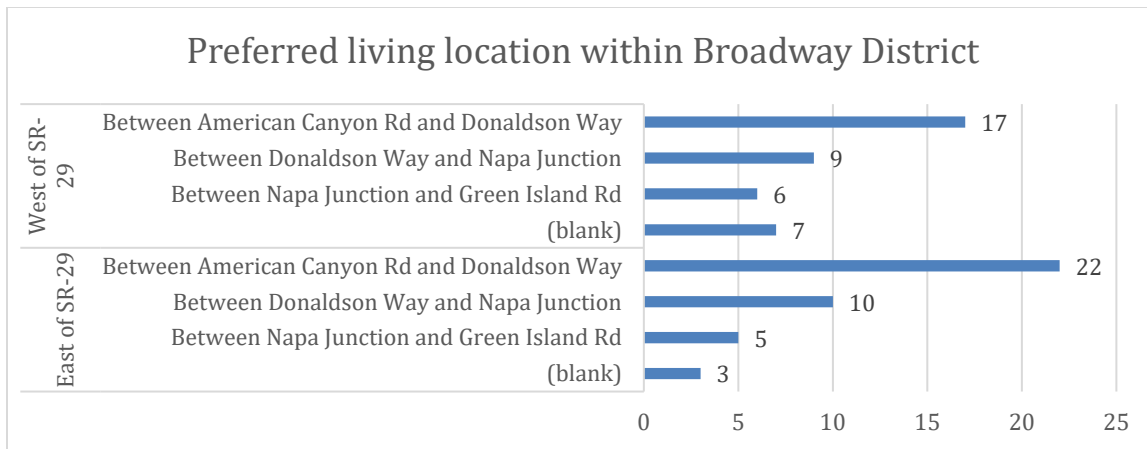 Preferred living location within Broadway District
West of SR-
29
Between American Canyon Rd and Donaldson Way 17
Between Donaldson Way and Napa Junction 9
Between Napa Junction and Green Island Rd 6
(blank) 7
East of SR-29
Between American Canyon Rd and Donaldson Way 22
Between Donaldson Way and Napa Junction 10
Between Napa Junction and Green Island Rd 5
(blank) 3
0 5 10 15 20 25